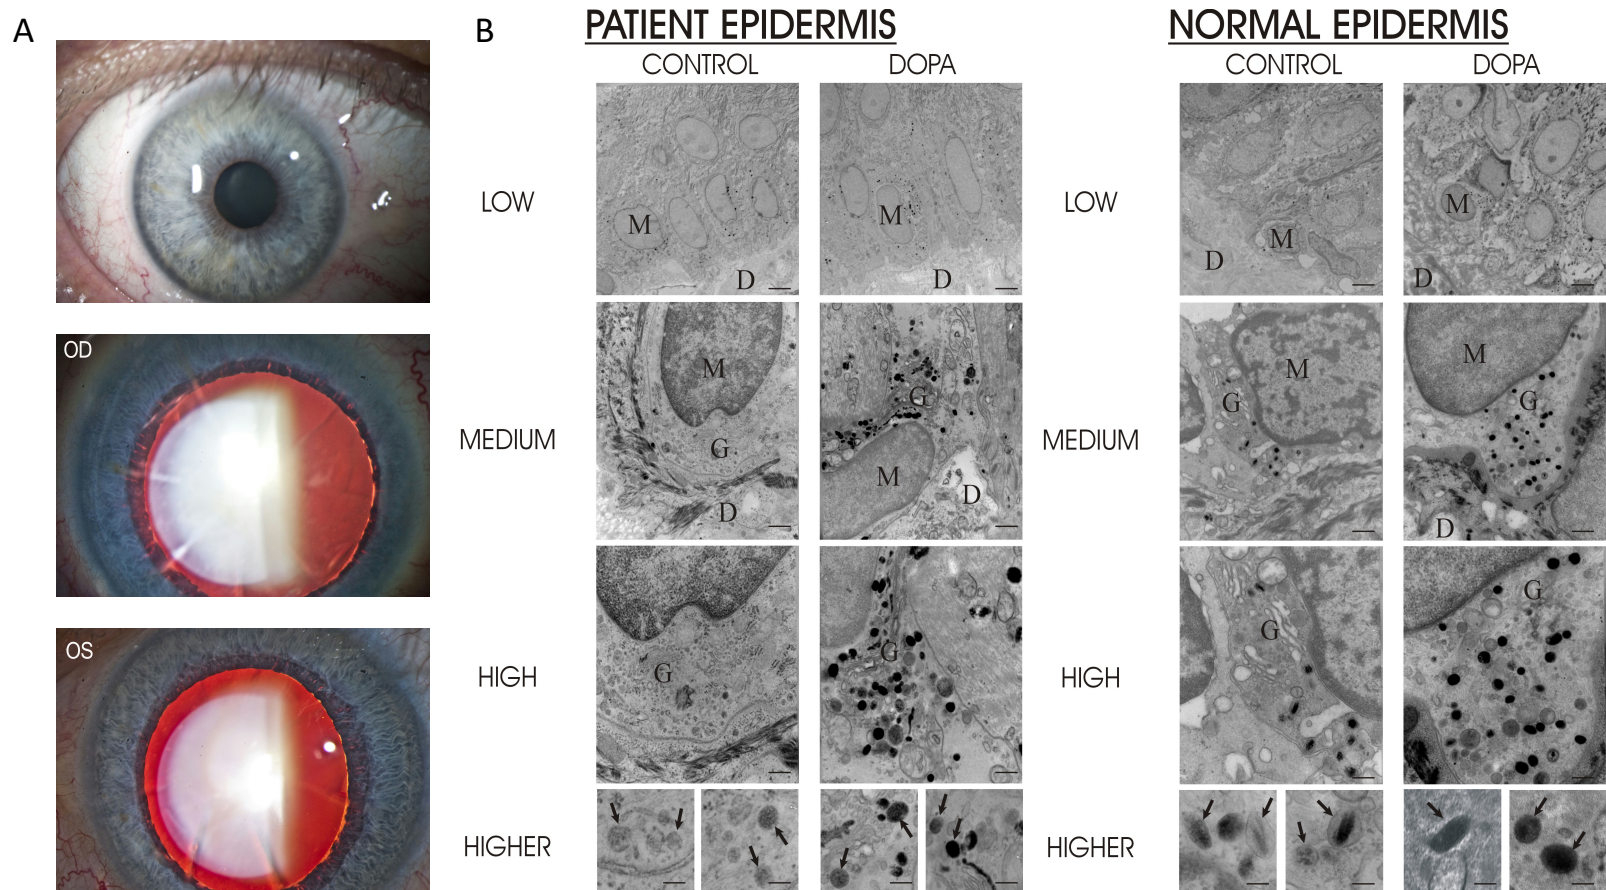 A
B
PATIENT EPIDERMIS
NORMAL EPIDERMIS
CONTROL
DOPA
CONTROL
DOPA
LOW
M
D
M
D
LOW
M
D
M
D
OD
MEDIUM
M
G
D
G
M
D
MEDIUM
M
G
M
G
D
OS
HIGH
G
G
HIGH
G
G
HIGHER
HIGHER